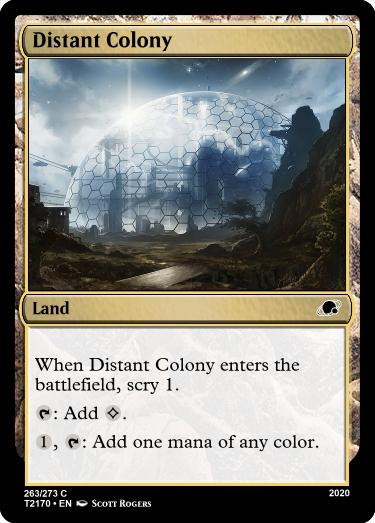 Distant Colony
Land
When Distant Colony enters the
battlefield, scry 1.
: Add .
1, : Add one mana of any color.
263/273 C 2020
T2170 • EN Scott Rogers